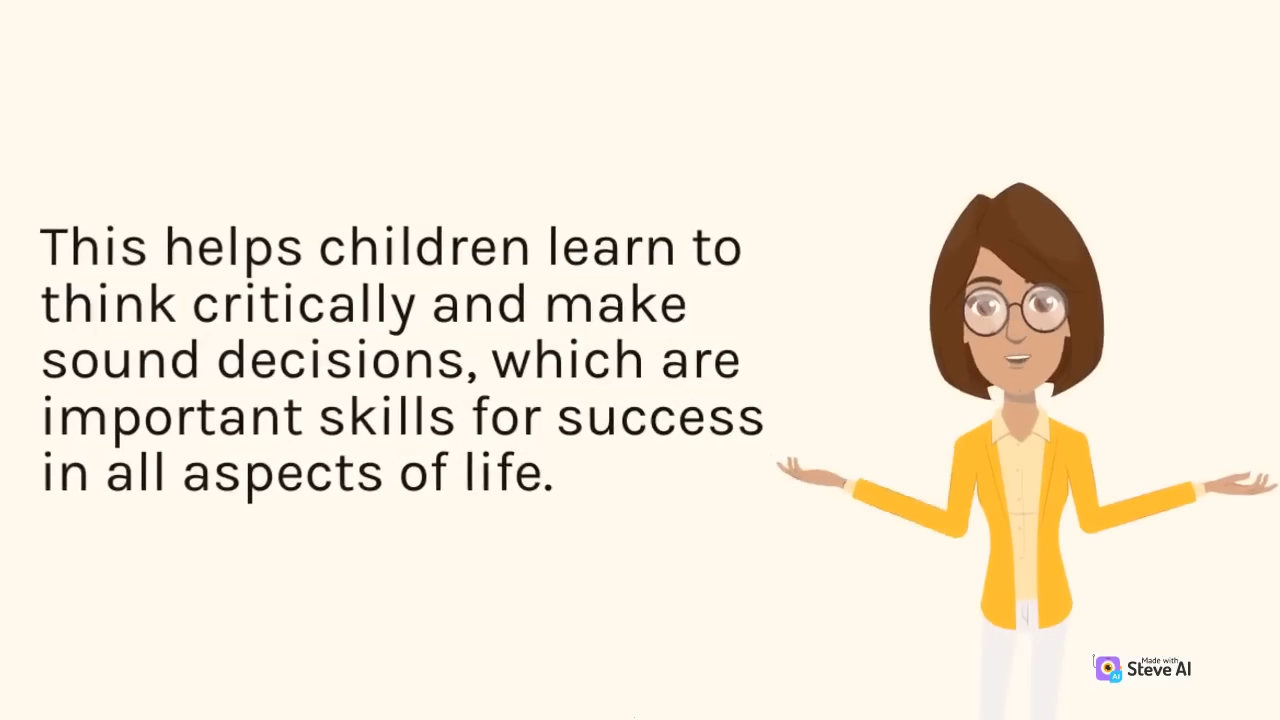 This helps children learn to
think critically and make
sound decisions, which are
important skills for success
in all aspects of life.
Made with
Steve AI
AI